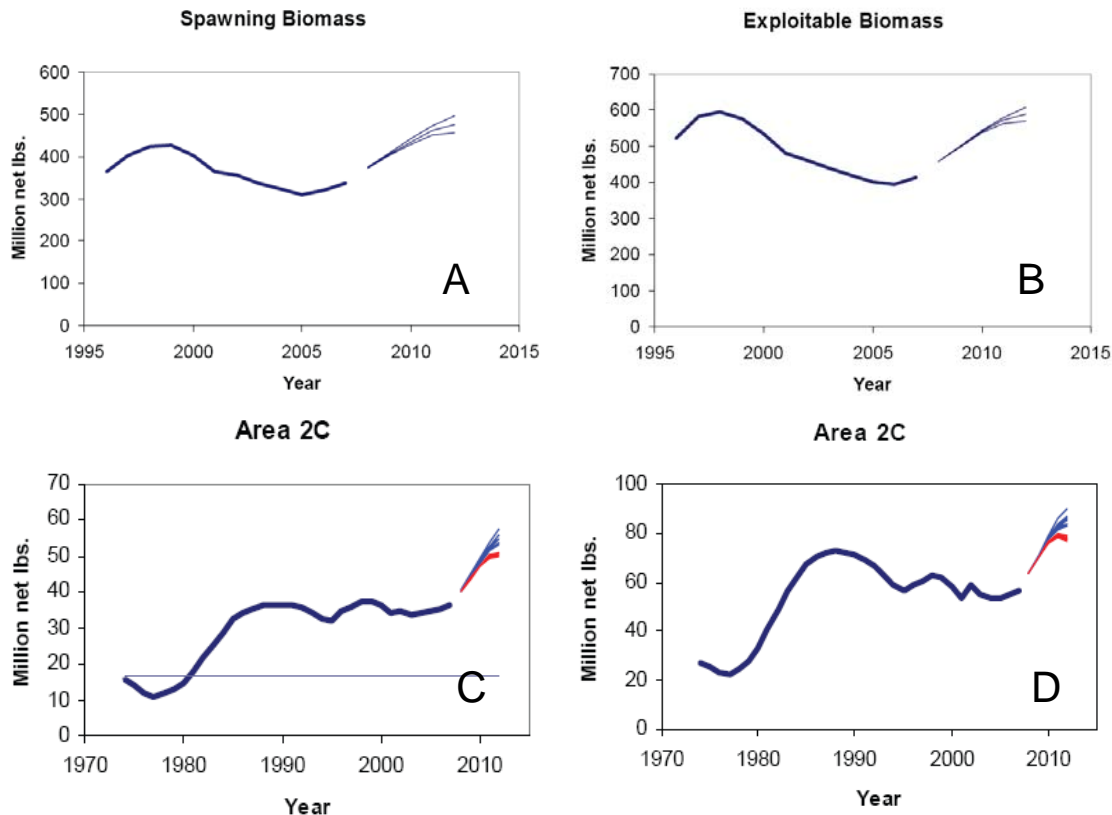 Spawning Biomass
Million net lbs.
600
500
400
300
200
100
0
1995 2000 2005 2010 2015
Year
A
Exploitable Biomass
Million net lbs.
700
600
500
400
300
200
100
0
1995 2000 2005 2010 2015
Year
B
Area 2C
Million net lbs.
70
60
50
40
30
20
10
0
1970 1980 1990 2000 2010
Year
C
Area 2C
Million net lbs.
100
80
60
40
20
0
1970 1980 1990 2000 2010
Year
D